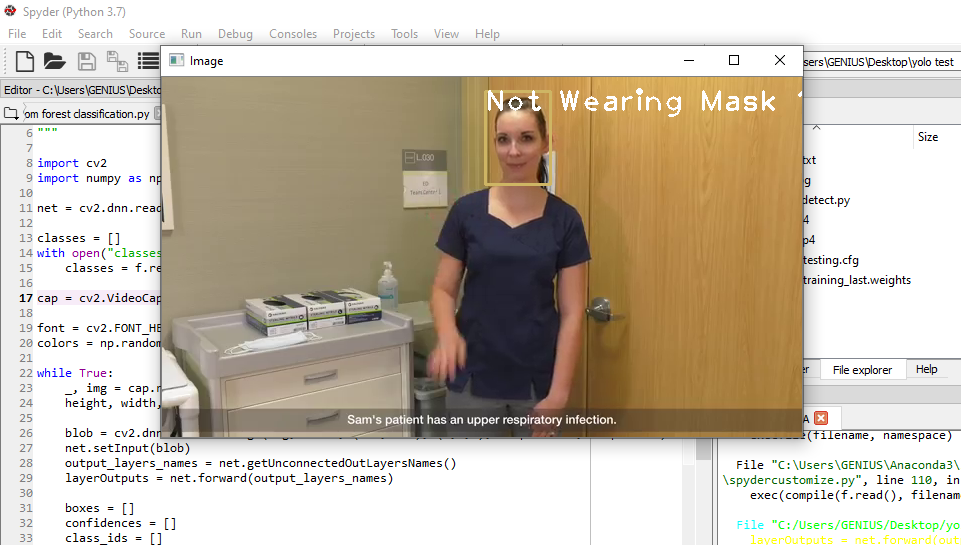 Spyder (Python 3.7)
File Edit Search Source Run Debug Consoles Projects Tools View Help
Image
sers\GENIUS\Desktop\yolo test
Editor - C:\Users\GENIUS\Deskto
om forest classification.py
Size
Not Wearing Mask
6 """
7
8 import cv2
9 import numpy as np
10
11 net = cv2.dnn.read
12
13 classes = []
14 with open("classes
15 classes = f.re
16
17 cap = cv2.VideoCap
18
19 font = cv2.FONT_HE
20 colors = np.random
21
22 while True:
23 _, img = cap.r
24 height, width,
25
26 blob = cv2.dnn
27 net.setInput(blob)
28 output_layers_names = net.getUnconnectedOutLayersNames()
29 layerOutputs = net.forward(output_layers_names)
30
31 boxes = []
32 confidences = []
33 class_ids = []
1,030
Sam's patient has an upper respiratory infection.
txt
g
detect.py
4
p4
testing.cfg
training_last.weights
er File explorer Help
A
(filename, namespace)
File "C:\Users\GENIUS\Anaconda3\
\spydercustomize.py", line 110, in
exec(compile(f.read(), filenam
File "C:/Users/GENIUS/Desktop/yo
layerOutputs = net.forward(ou